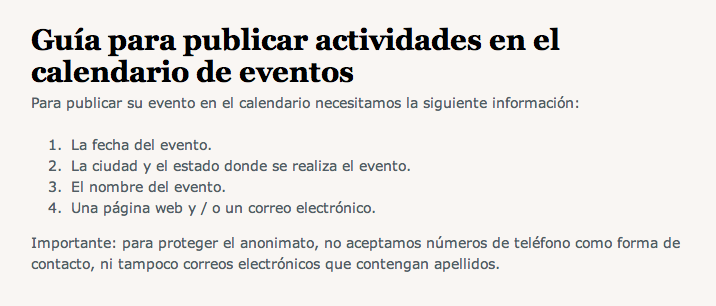 Guía para publicar actividades en el
calendario de eventos
Para publicar su evento en el calendario necesitamos la siguiente información:
1. La fecha del evento.
2. La ciudad y el estado donde se realiza el evento.
3. El nombre del evento.
4. Una página web y / o un correo electrónico.
Importante: para proteger el anonimato, no aceptamos números de teléfono como forma de
contacto, ni tampoco correos electrónicos que contengan apellidos.